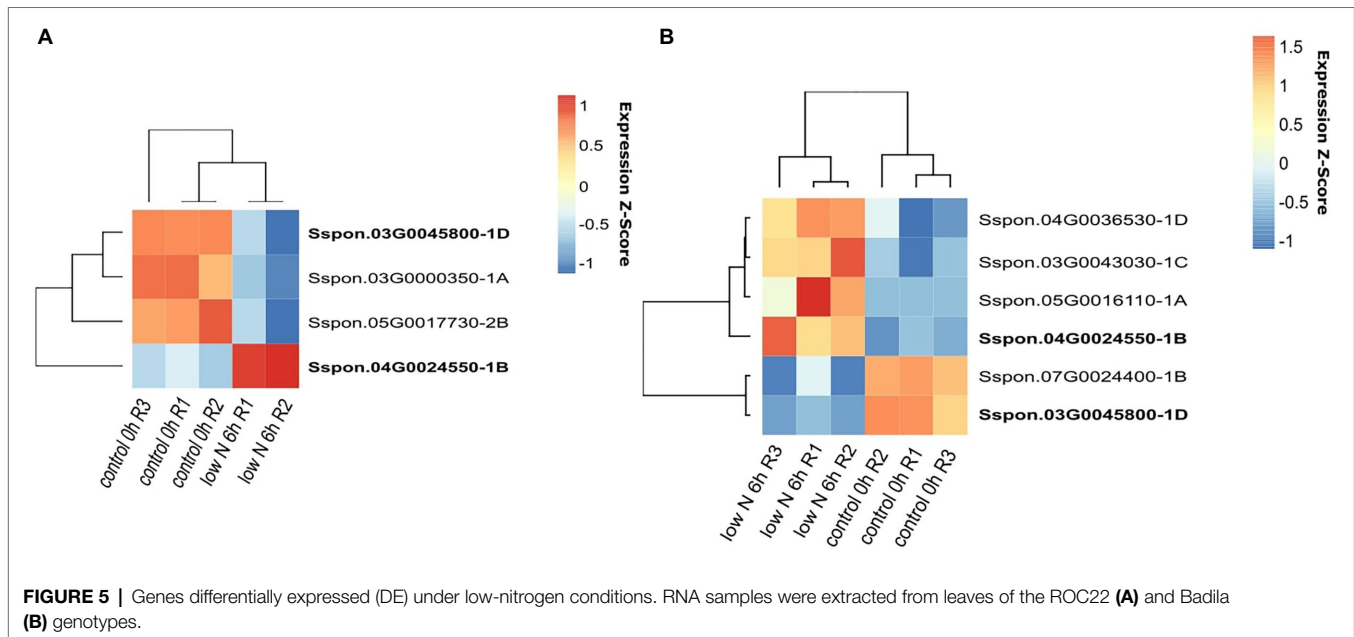 A
B
1
0.5
0
-0.5
-1
Expression Z-Score
1.5
1
0.5
0
-0.5
-1
Expression Z-Score
Sspon.03G0045800-1D
Sspon.03G0000350-1A
Sspon.05G0017730-2B
Sspon.04G0024550-1B
control 0h R3
control 0h R1
control 0h R2
low N 6h R1
low N 6h R2
Sspon.04G0036530-1D
Sspon.03G0043030-1C
Sspon.05G0016110-1A
Sspon.04G0024550-1B
Sspon.07G0024400-1B
Sspon.03G0045800-1D
low N 6h R3
low N 6h R1
low N 6h R2
control 0h R2
control 0h R1
control 0h R3
FIGURE 5 | Genes differentially expressed (DE) under low-nitrogen conditions. RNA samples were extracted from leaves of the ROC22 (A) and Badila
(B) genotypes.